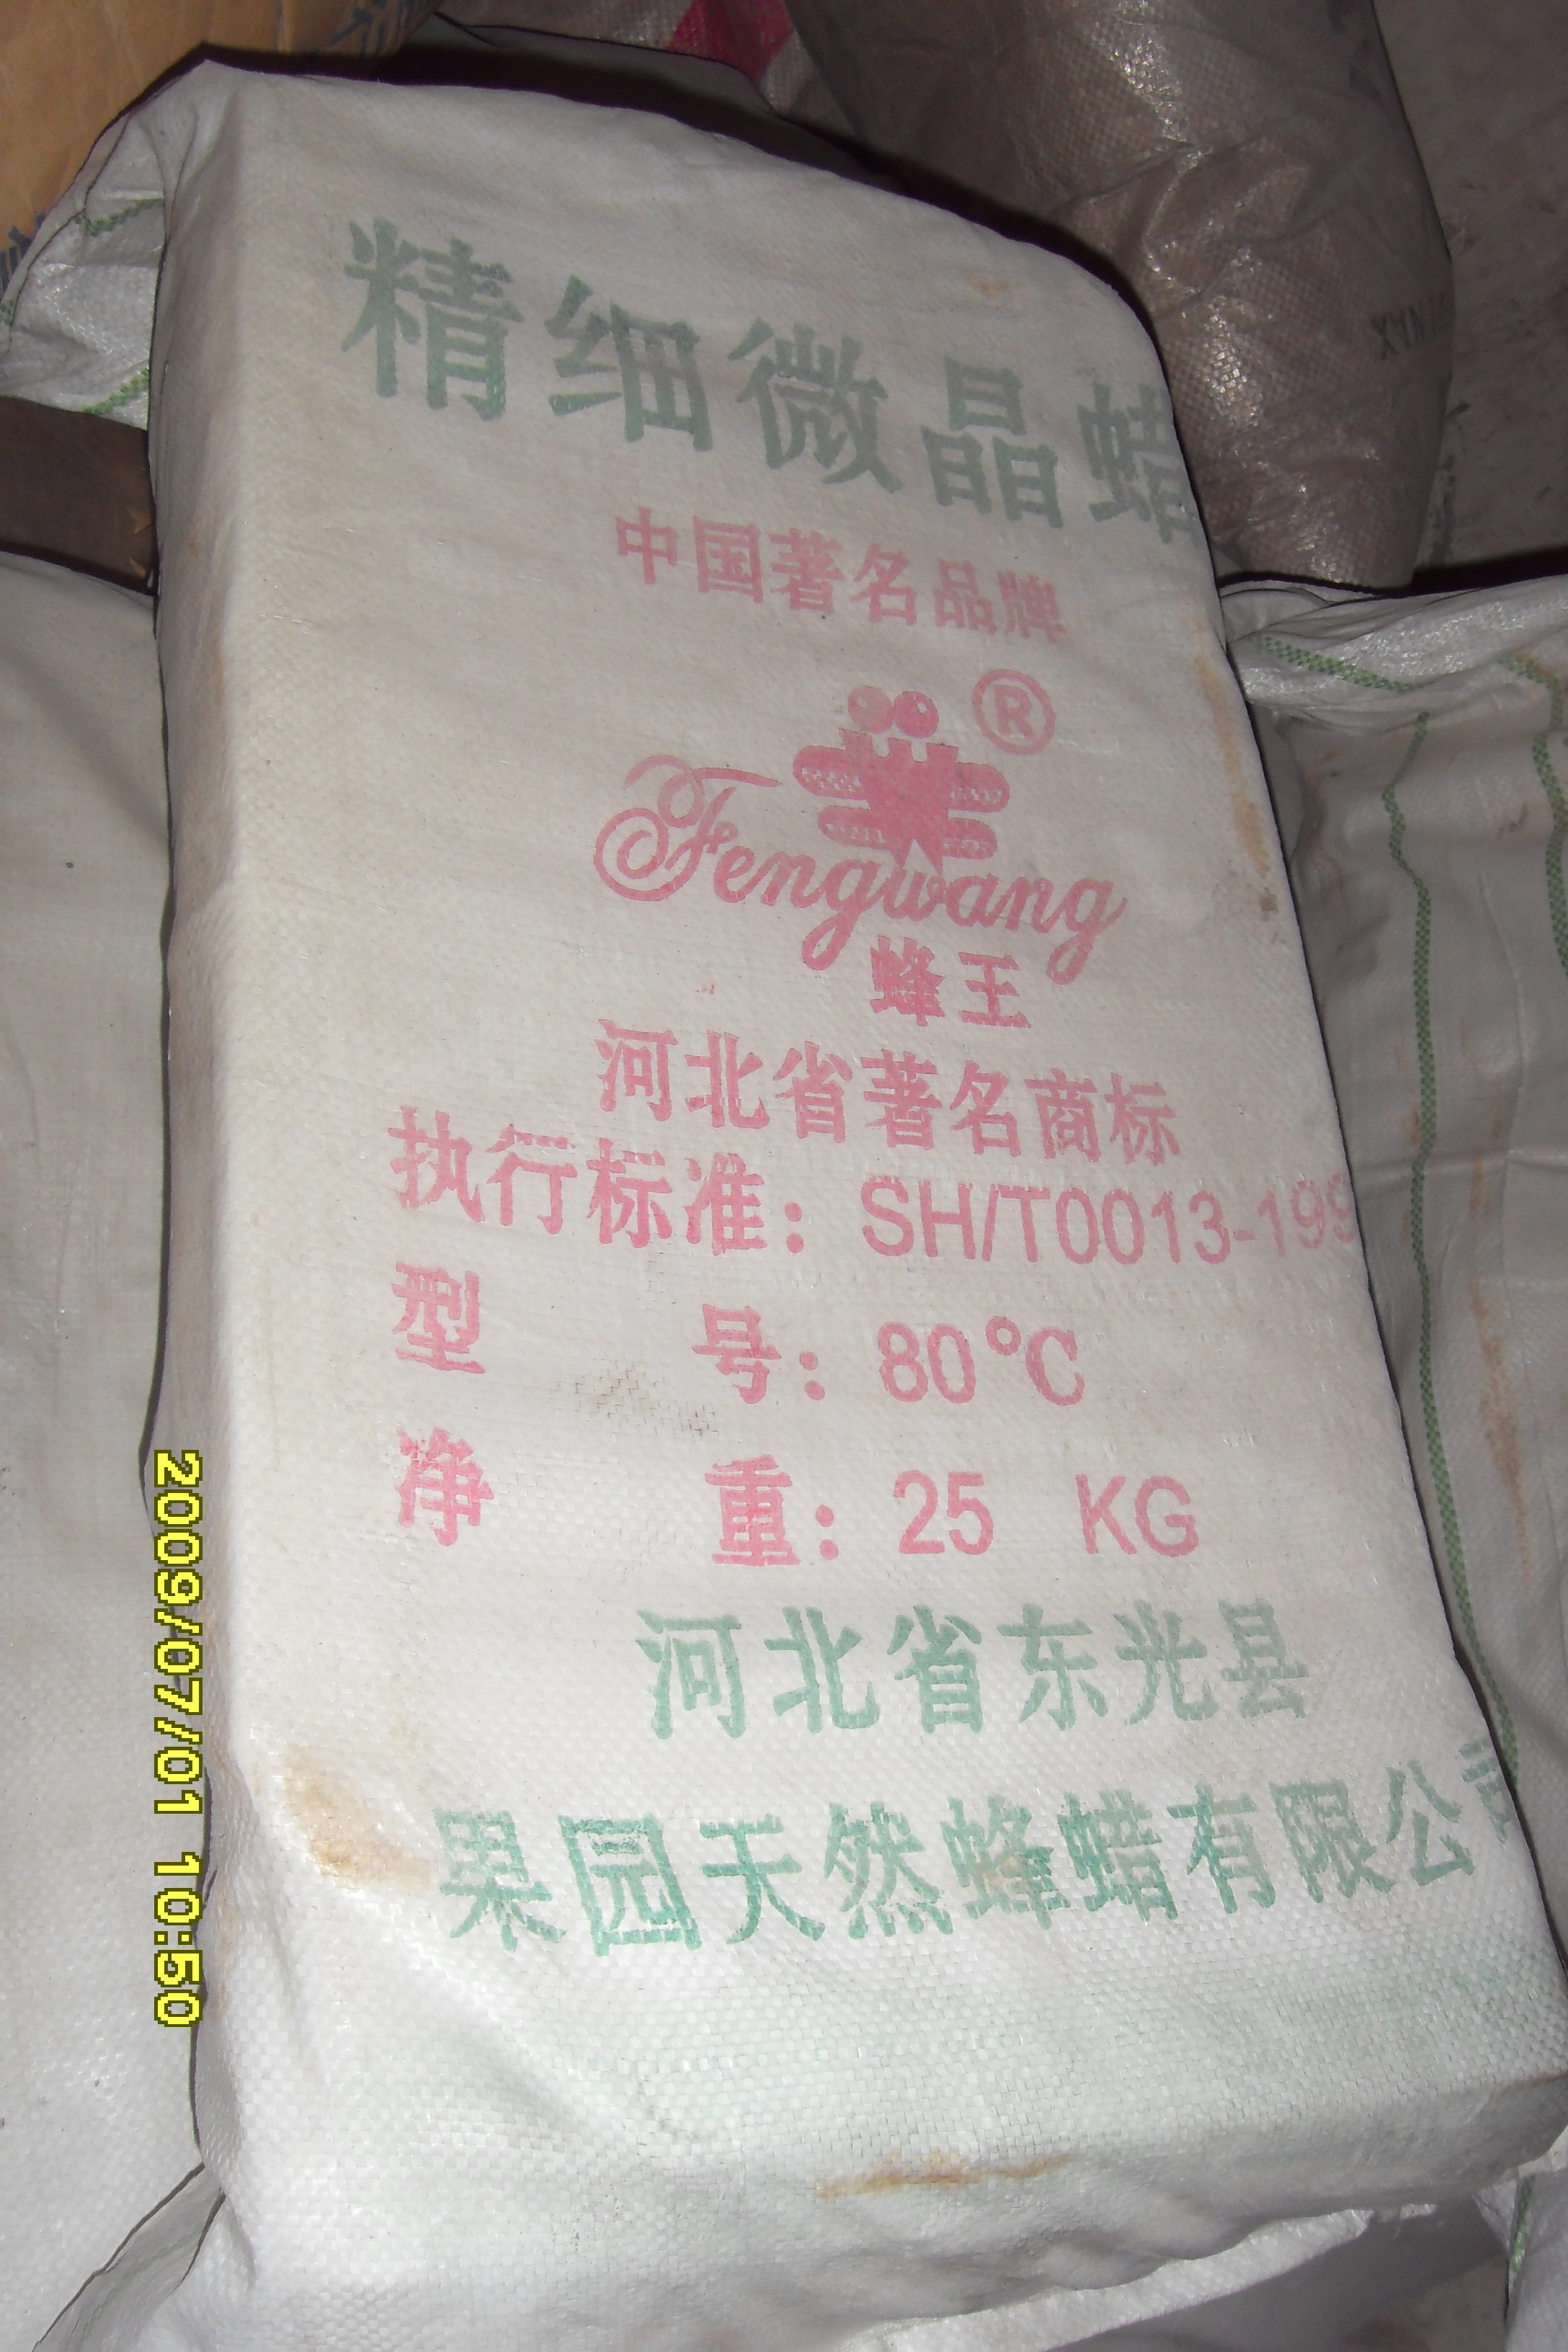 精细微晶蜡
中国著名品牌
®
Fengwang
蜂王
河北省著名商标
执行标准：SH/T0013-199
型 号：80℃
净 重：25 KG
河北省东光县
果园天然蜂蜡有限公司
2009/07/01 10:50